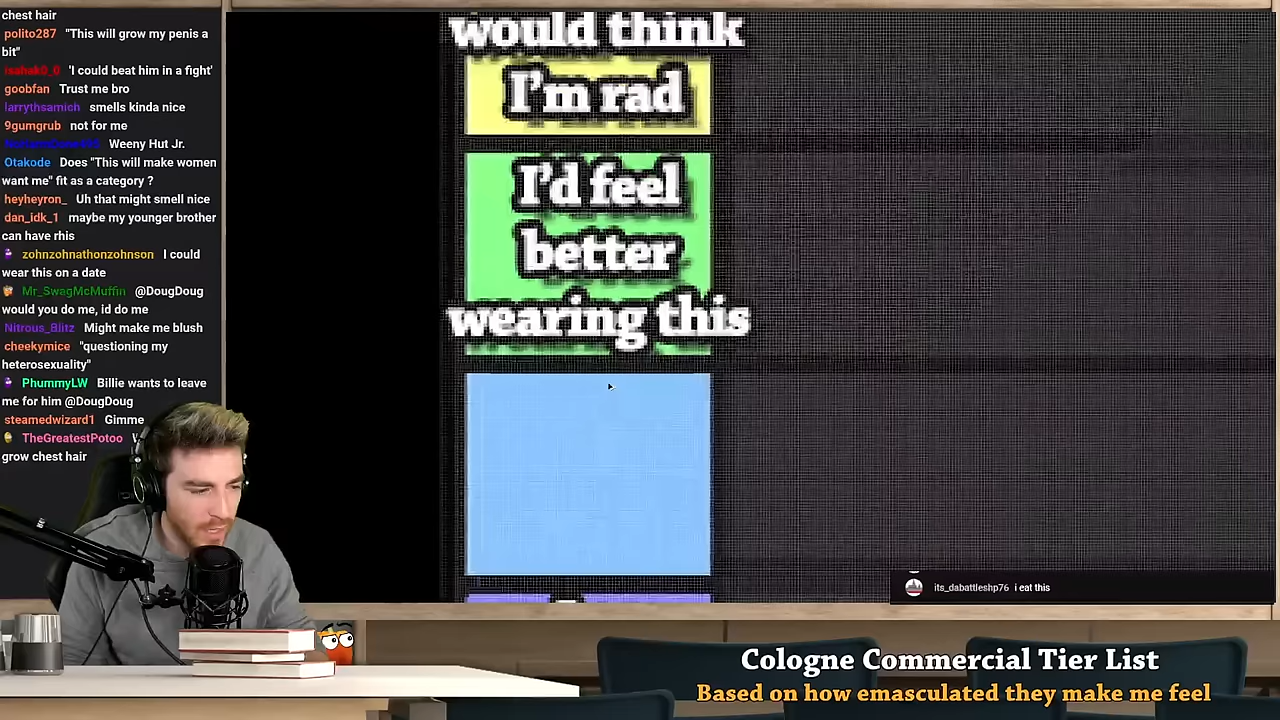 chest hair
polito287 "This will grow my penis a
bit"
isahak0_0 'I could beat him in a fight'
goobfan Trust me bro
larrythsamich smells kinda nice
9gumgrub not for me
Weeny Hut Jr.
Otakode Does "This will make women
want me" fit as a category ?
heyheyron_ Uh that might smell nice
dan_idk_1 maybe my younger brother
can have rhis
zohnzohnathonzohnson I could
wear this on a date
Mr_SwagMcMuffin @DougDoug
would you do me, id do me
Nitrous_Blitz Might make me blush
cheekymice "questioning my
heterosexuality"
PhummyLW Billie wants to leave
me for him @DougDoug
steamedwizard1 Gimme
TheGreatestPotoo
grow chest hair
would think
I'm rad
I'd feel
better
wearing this
its_dabattleshp76 i eat this
Cologne Commercial Tier List
Based on how emasculated they make me feel